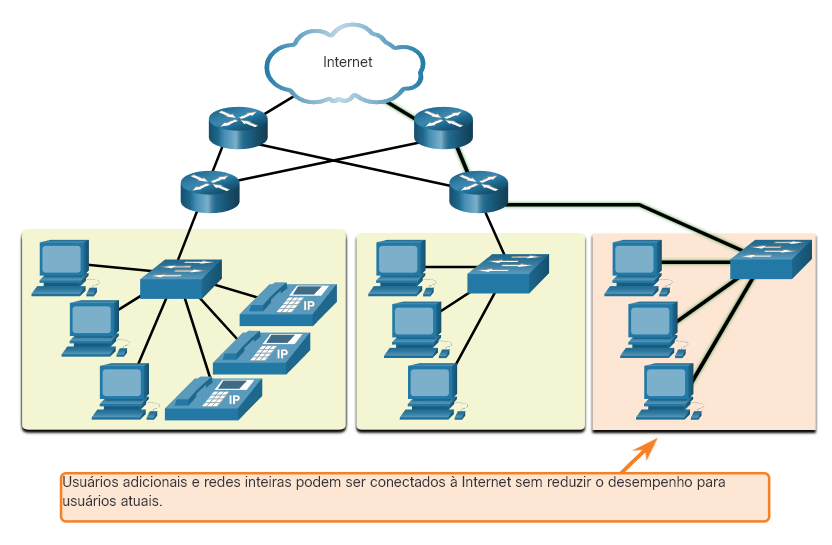 Internet
IP
IP
IP
Usuários adicionais e redes inteiras podem ser conectados à Internet sem reduzir o desempenho para
usuários atuais.